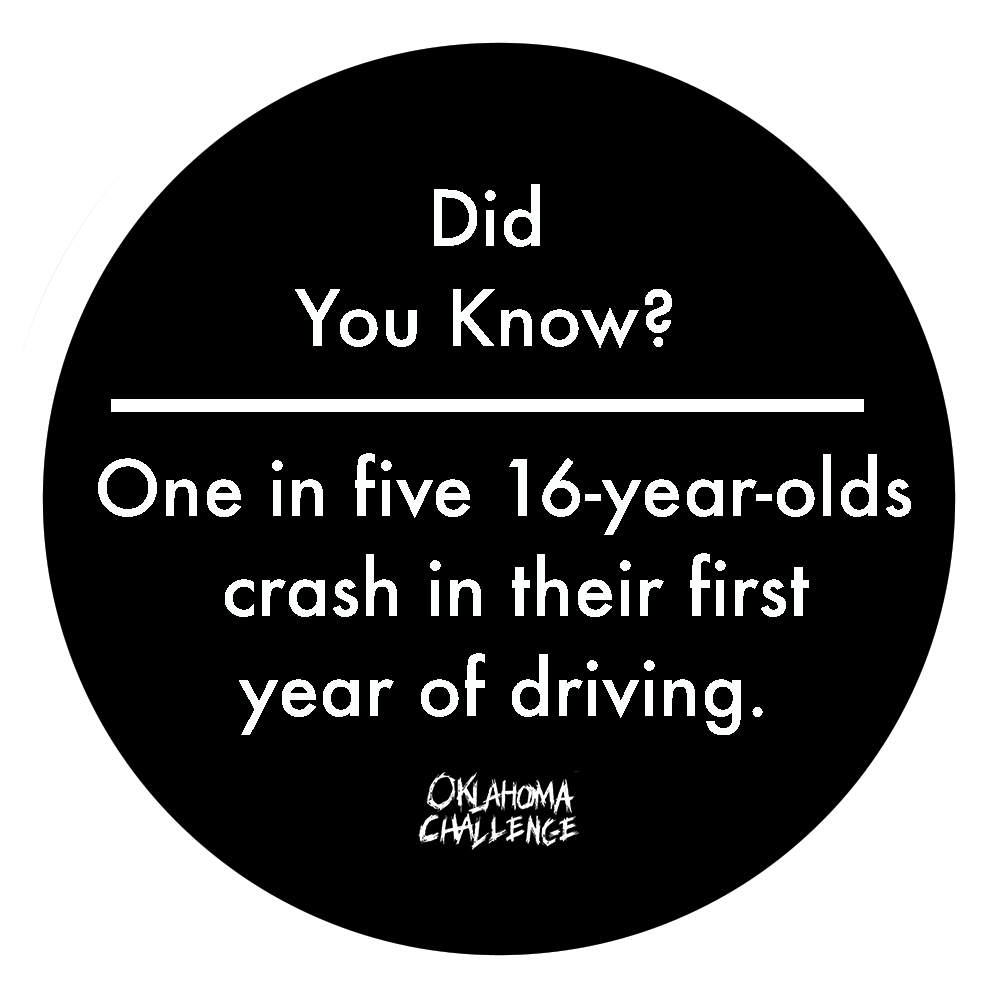 Did
You Know?
One in five 16-year-olds
crash in their first
year of driving.
OKLAHOMA
CHALLENGE